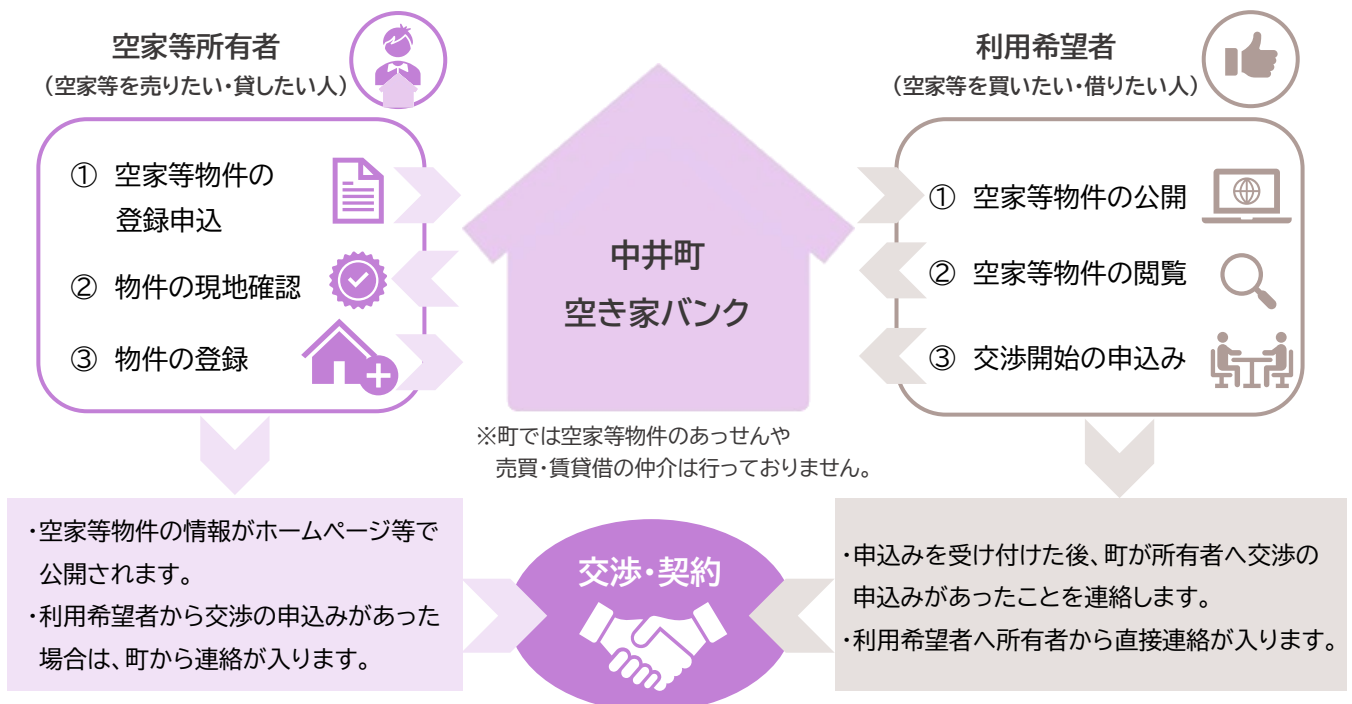 空家等所有者
（空家等を売りたい・貸したい人）
① 空家等物件の
登録申込
② 物件の現地確認
③ 物件の登録
中井町
空き家バンク
※町では空家等物件のあっせんや
売買・賃貸借の仲介は行っておりません。
利用希望者
（空家等を買いたい・借りたい人）
① 空家等物件の公開
② 空家等物件の閲覧
③ 交渉開始の申込み
・空家等物件の情報がホームページ等で
公開されます。
・利用希望者から交渉の申込みがあった
場合は、町から連絡が入ります。
交渉・契約
・申込みを受け付けた後、町が所有者へ交渉の
申込みがあったことを連絡します。
・利用希望者へ所有者から直接連絡が入ります。